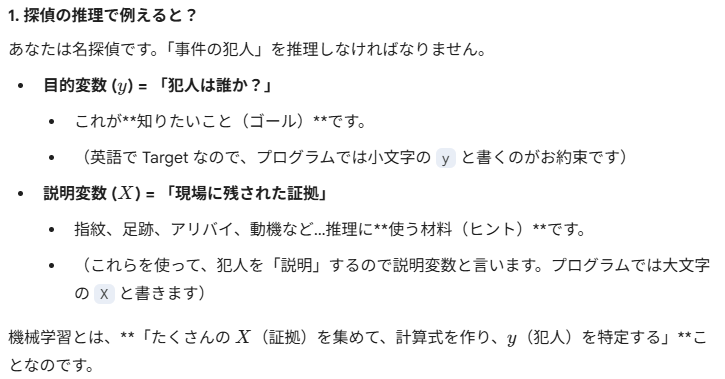 1. 探偵の推理で例えると？
あなたは名探偵です。「事件の犯人」を推理しなければなりません。
• 目的変数 (y) = 「犯人は誰か？」
• これが**知りたいこと（ゴール）**です。
• （英語で Target なので、プログラムでは小文字の y と書くのがお約束です）
• 説明変数 (X) = 「現場に残された証拠」
• 指紋、足跡、アリバイ、動機など...推理に**使う材料（ヒント）**です。
• （これらを使って、犯人を「説明」するので説明変数と言います。プログラムでは大文字
の X と書きます）
機械学習とは、**「たくさんの X（証拠）を集めて、計算式を作り、y（犯人）を特定する」**こ
となのです。